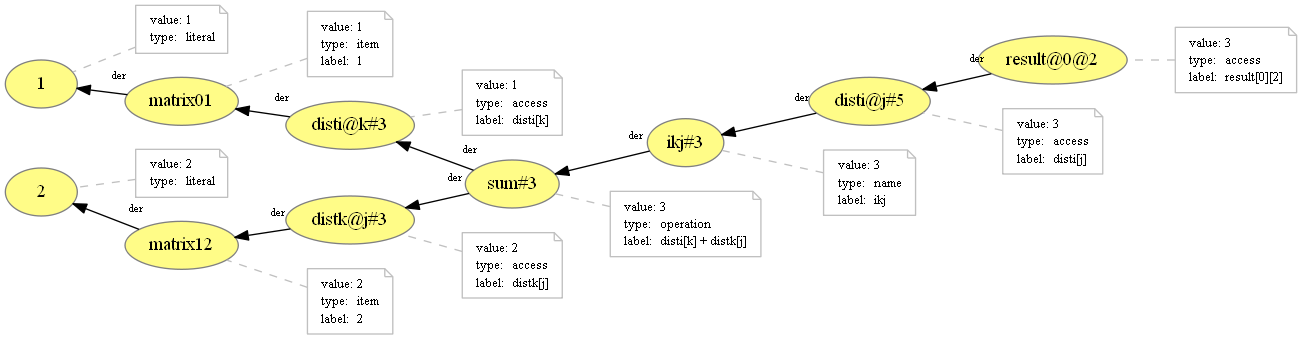 value: 1
type: literal
1
der
matrix01
value: 1
type: item
label: 1
der
disti@k#3
value: 1
type: access
label: disti[k]
der
2
value: 2
type: literal
der
matrix12
value: 2
type: item
label: 2
der
distk@j#3
value: 2
type: access
label: distk[j]
der
sum#3
value: 3
type: operation
label: disti[k] + distk[j]
der
ikj#3
value: 3
type: name
label: ikj
der
disti@j#5
value: 3
type: access
label: disti[j]
der
result@0@2
value: 3
type: access
label: result[0][2]